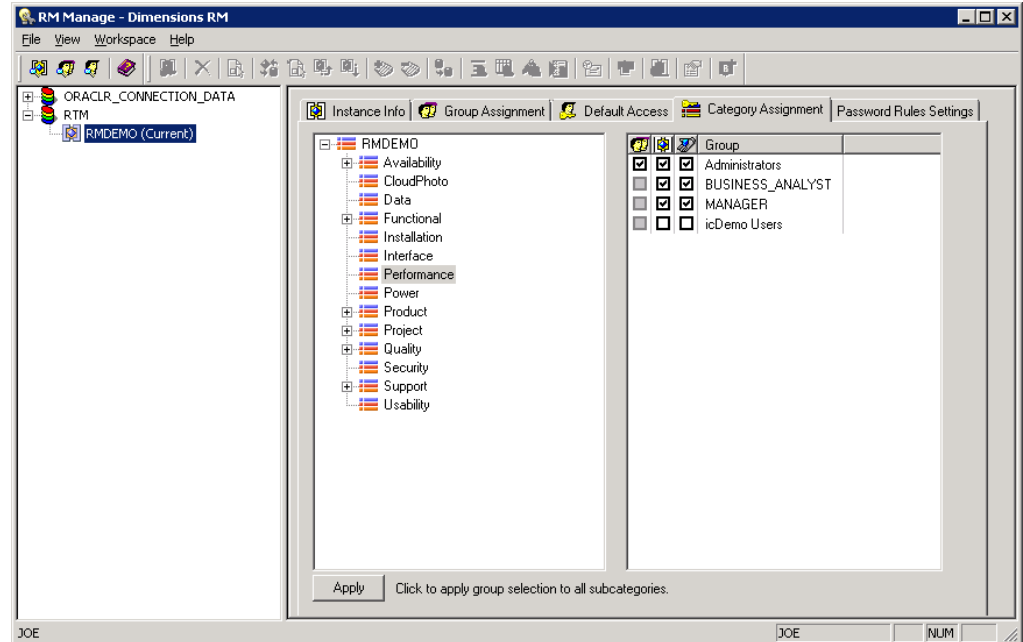 RM Manage - Dimensions RM
File View Workspace Help
ORACLR_CONNECTION_DATA
RTM
RMDEMO (Current)
Instance Info Group Assignment Default Access Category Assignment Password Rules Settings
RMDEMO
Availability
CloudPhoto
Data
Functional
Installation
Interface
Performance
Power
Product
Project
Quality
Security
Support
Usability
Group
Administrators
BUSINESS_ANALYST
MANAGER
icDemo Users
Apply Click to apply group selection to all subcategories.
JOE JOE NUM